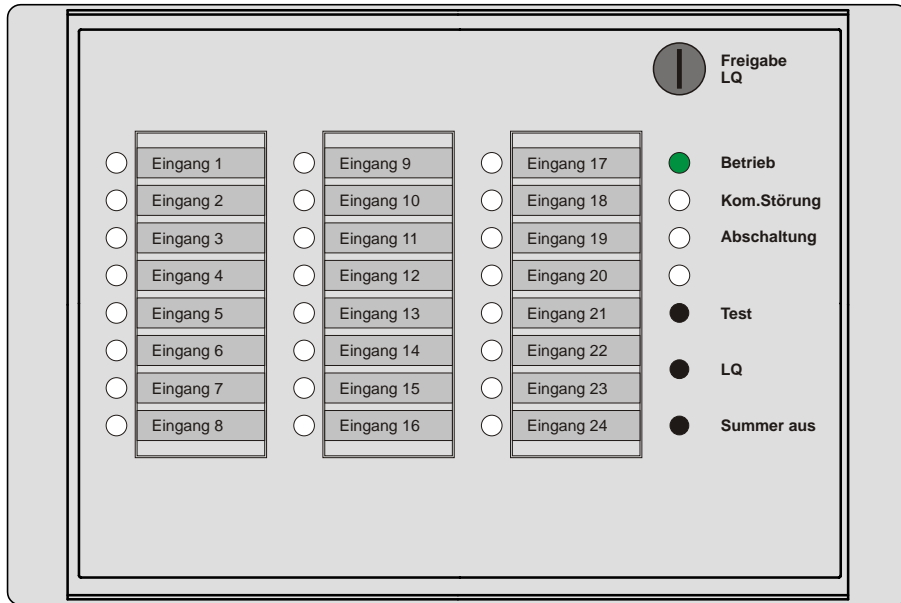 Freigabe
LQ
Eingang 1
Eingang 2
Eingang 3
Eingang 4
Eingang 5
Eingang 6
Eingang 7
Eingang 8
Eingang 9
Eingang 10
Eingang 11
Eingang 12
Eingang 13
Eingang 14
Eingang 15
Eingang 16
Eingang 17
Eingang 18
Eingang 19
Eingang 20
Eingang 21
Eingang 22
Eingang 23
Eingang 24
Betrieb
Kom.Störung
Abschaltung
Test
LQ
Summer aus